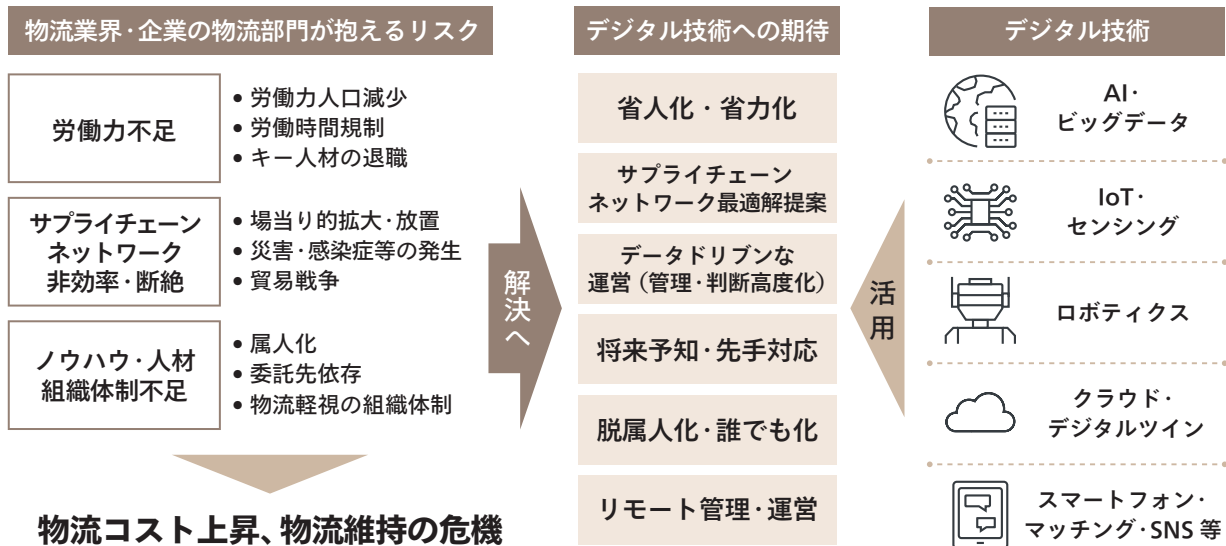 物流業界・企業の物流部門が抱えるリスク
労働力不足
• 労働力人口減少
• 労働時間規制
• キー人材の退職
サプライチェーン
ネットワーク
非効率・断絶
• 場当り的拡大・放置
• 災害・感染症等の発生
• 貿易戦争
ノウハウ・人材
組織体制不足
• 属人化
• 委託先依存
• 物流軽視の組織体制
物流コスト上昇、物流維持の危機
解決へ
デジタル技術への期待
省人化・省力化
サプライチェーン
ネットワーク最適解提案
データドリブンな
運営（管理・判断高度化）
将来予知・先手対応
脱属人化・誰でも化
リモート管理・運営
活用
デジタル技術
AI・
ビッグデータ
IoT・
センシング
ロボティクス
クラウド・
デジタルツイン
スマートフォン・
マッチング・SNS 等